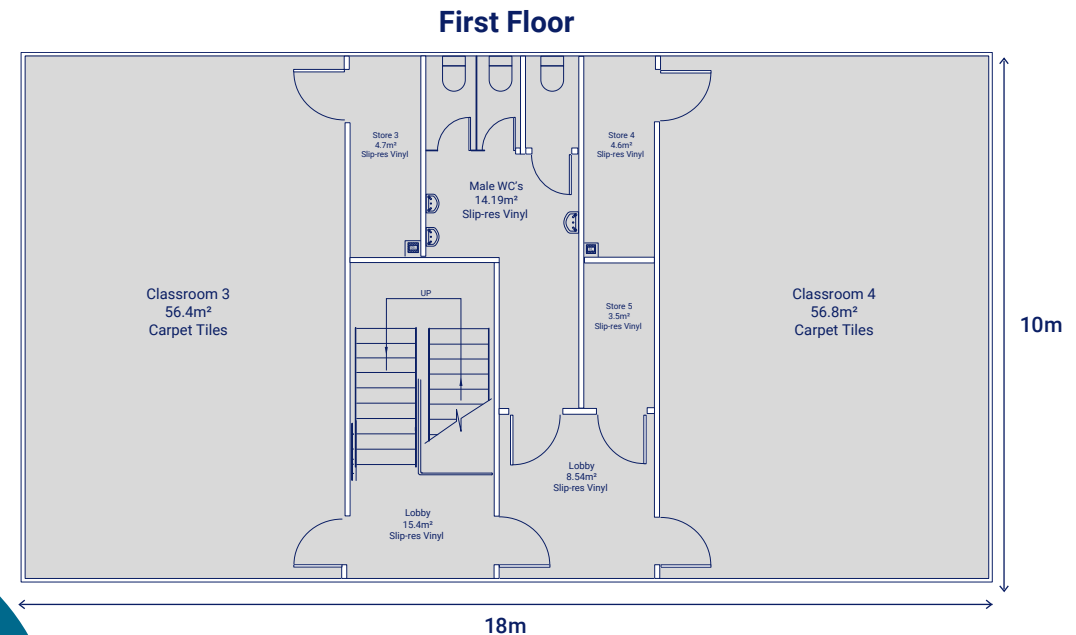 First Floor
Store 3
4.7m²
Slip-res Vinyl
Store 4
4.6m²
Slip-res Vinyl
Male WC's
14.19m²
Slip-res Vinyl
Classroom 3
56.4m²
Carpet Tiles
UP
Store 5
3.5m²
Slip-res Vinyl
Classroom 4
56.8m²
Carpet Tiles
10m
Lobby
8.54m²
Slip-res Vinyl
Lobby
15.4m²
Slip-res Vinyl
18m